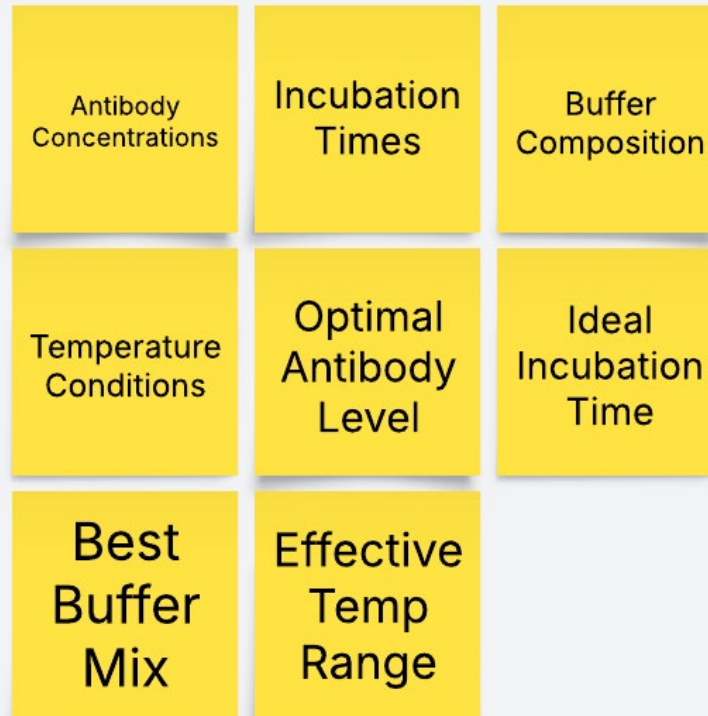 Antibody
Concentrations
Incubation
Times
Buffer
Composition
Temperature
Conditions
Optimal
Antibody
Level
Ideal
Incubation
Time
Best
Buffer
Mix
Effective
Temp
Range